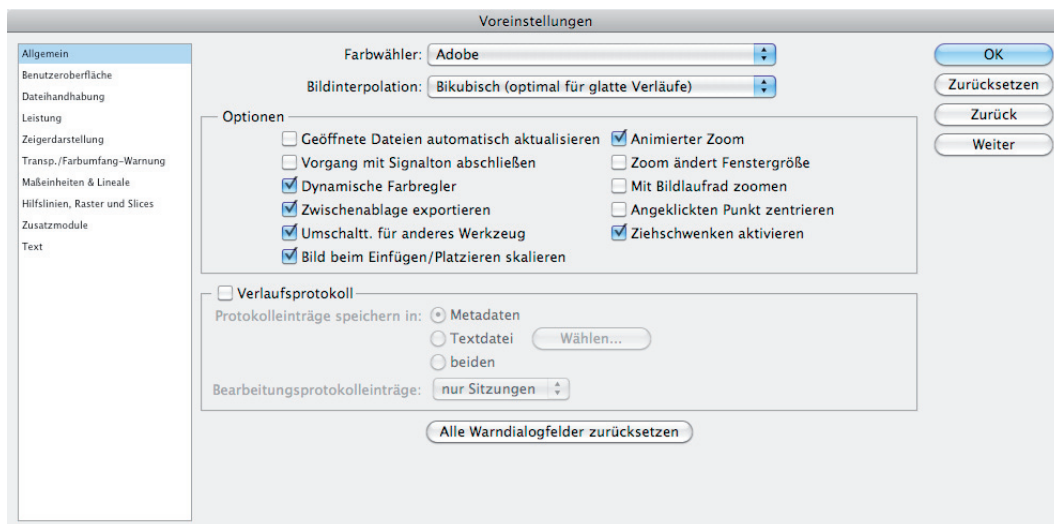 Voreinstellungen
Allgemein
Benutzeroberfläche
Dateihandhabung
Leistung
Zeigerdarstellung
Transp./Farbumfang-Warnung
Maßeinheiten & Lineale
Hilfslinien, Raster und Slices
Zusatzmodule
Text
Farbwähler: Adobe
Bildinterpolation: Bikubisch (optimal für glatte Verläufe)
Optionen
Geöffnete Dateien automatisch aktualisieren
Vorgang mit Signalton abschließen
Dynamische Farbregler
Zwischenablage exportieren
Umschaltt. für anderes Werkzeug
Bild beim Einfügen/Platzieren skalieren
Animierter Zoom
Zoom ändert Fenstergröße
Mit Bildlaufrad zoomen
Angeklickten Punkt zentrieren
Ziehschwenken aktivieren
Verlaufsprotokoll
Protokolleinträge speichern in: Metadaten
Textdatei Wählen...
beiden
Bearbeitungsprotokolleinträge: nur Sitzungen
Alle Warndialogfelder zurücksetzen
OK
Zurücksetzen
Zurück
Weiter